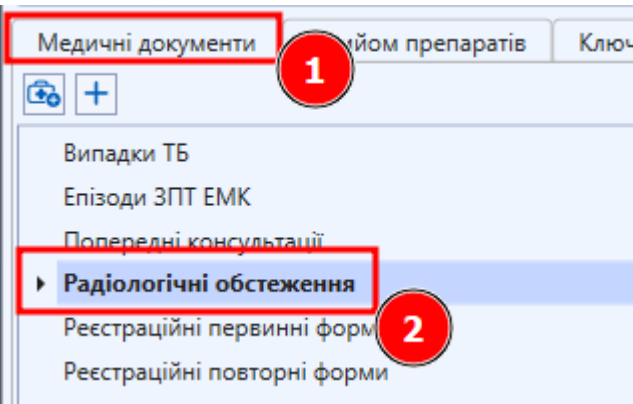 Медичні документи
йом препаратів
Ключ
1
Випадки ТБ
Епізоди ЗПТ ЕМК
Попередні консультації
Радіологічні обстеження
2
Реєстраційні первинні форм
Реєстраційні повторні форми